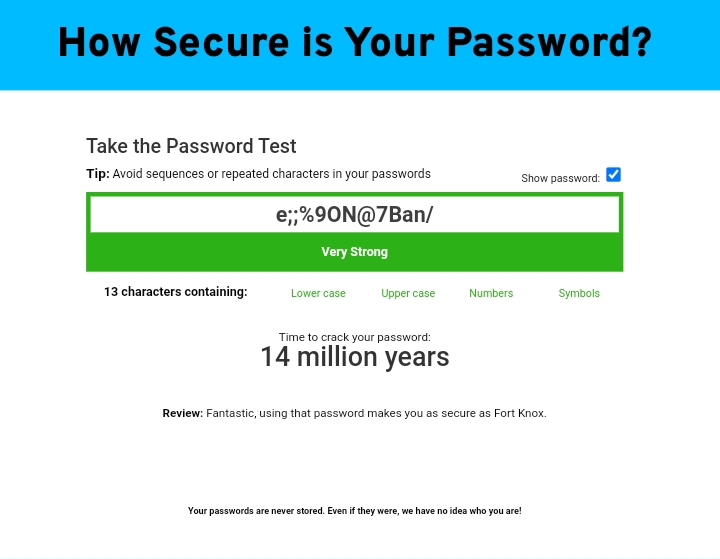 How Secure is Your Password?
Take the Password Test
Tip: Avoid sequences or repeated characters in your passwords
Show password:
e;;%9ON@7Ban/
Very Strong
13 characters containing: Lower case Upper case Numbers Symbols
Time to crack your password:
14 million years
Review: Fantastic, using that password makes you as secure as Fort Knox.
Your passwords are never stored. Even if they were, we have no idea who you are!